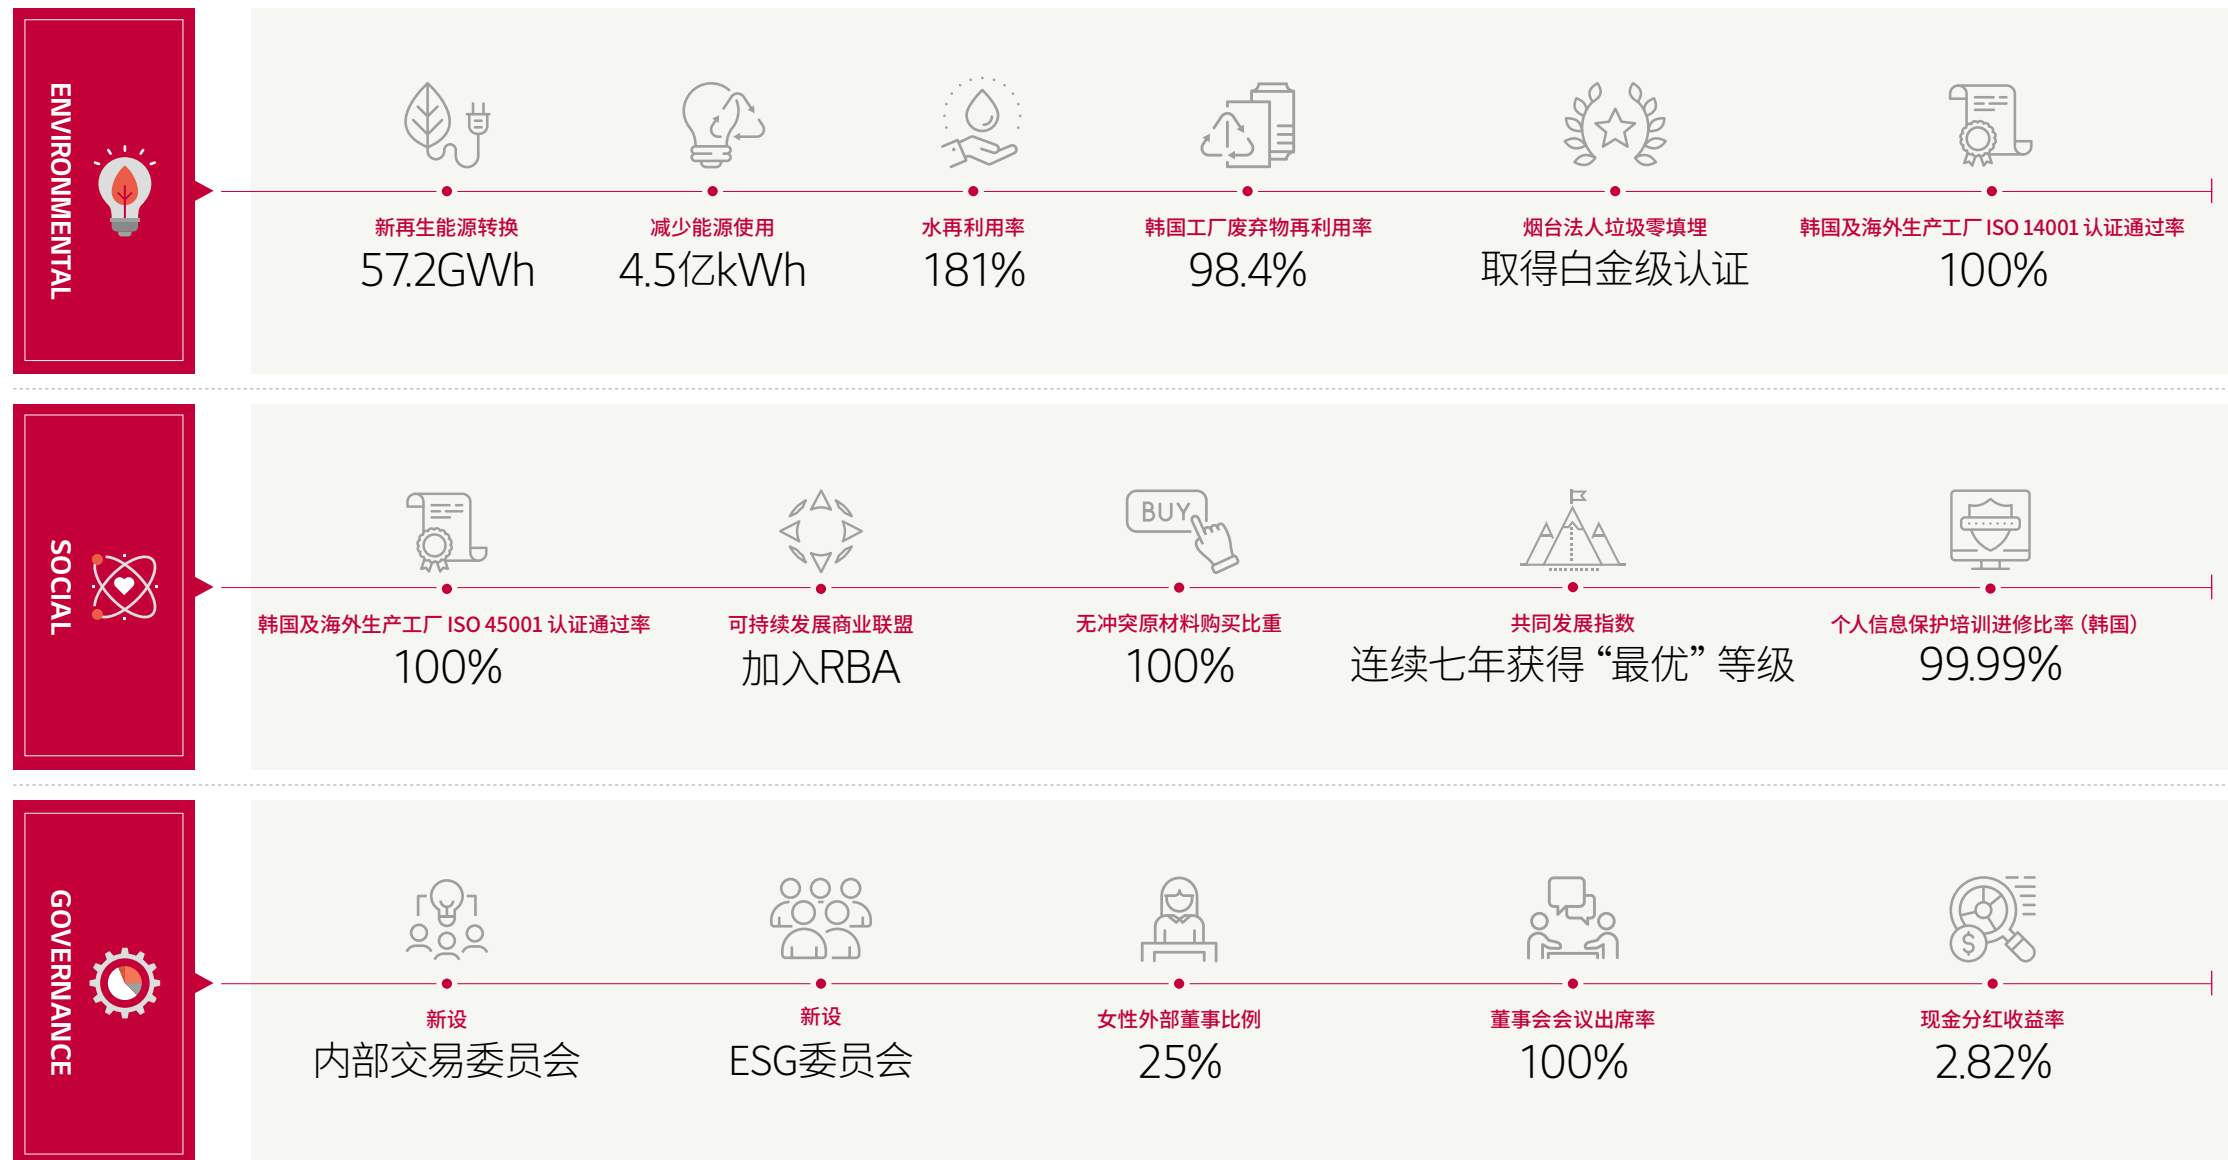 ENVIRONMENTAL
新再生能源转换
57.2GWh
减少能源使用
4.5亿kWh
水再利用率
181%
韩国工厂废弃物再利用率
98.4%
烟台法人垃圾零填埋
取得白金级认证
韩国及海外生产工厂 ISO 14001 认证通过率
100%
SOCIAL
韩国及海外生产工厂 ISO 45001 认证通过率
100%
可持续发展商业联盟
加入RBA
BUY
无冲突原材料购买比重
100%
共同发展指数
连续七年获得“最优”等级
个人信息保护培训进修比率（韩国）
99.99%
GOVERNANCE
新设
内部交易委员会
新设
ESG委员会
女性外部董事比例
25%
董事会会议出席率
100%
$
现金分红收益率
2.82%